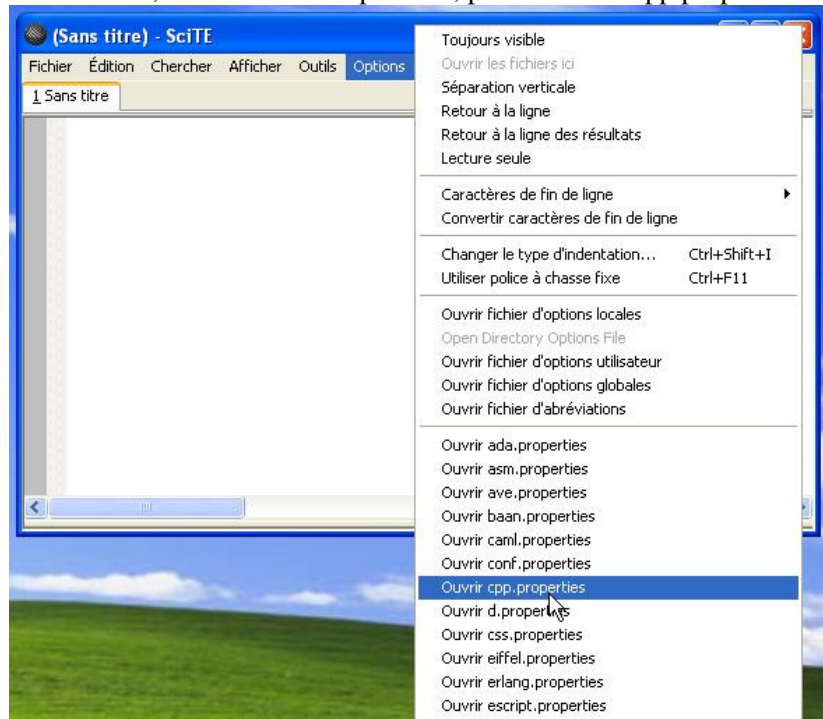 (Sans titre) - SciTE
Fichier Édition Chercher Afficher Outils Options
1 Sans titre
Toujours visible
Ouvrir les fichiers ici
Séparation verticale
Retour à la ligne
Retour à la ligne des résultats
Lecture seule
Caractères de fin de ligne
Convertir caractères de fin de ligne
Changer le type d'indentation... Ctrl+Shift+I
Utiliser police à chasse fixe Ctrl+F11
Ouvrir fichier d'options locales
Open Directory Options File
Ouvrir fichier d'options utilisateur
Ouvrir fichier d'options globales
Ouvrir fichier d'abréviations
Ouvrir ada.properties
Ouvrir asm.properties
Ouvrir ave.properties
Ouvrir baan.properties
Ouvrir caml.properties
Ouvrir conf.properties
Ouvrir cpp.properties
Ouvrir d.properties
Ouvrir css.properties
Ouvrir eiffel.properties
Ouvrir erlang.properties
Ouvrir escript.properties